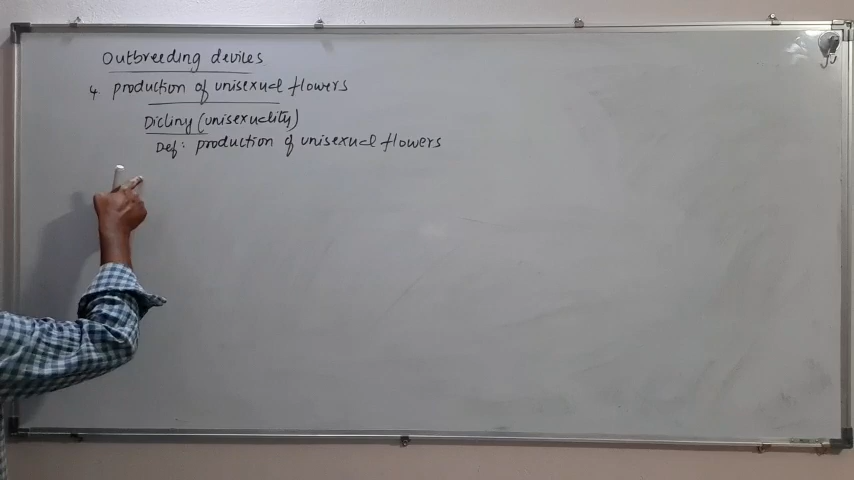 Outbreeding devices
4. production of unisexual flowers
Dicliny (unisexuality)
Def: production of unisexual flowers